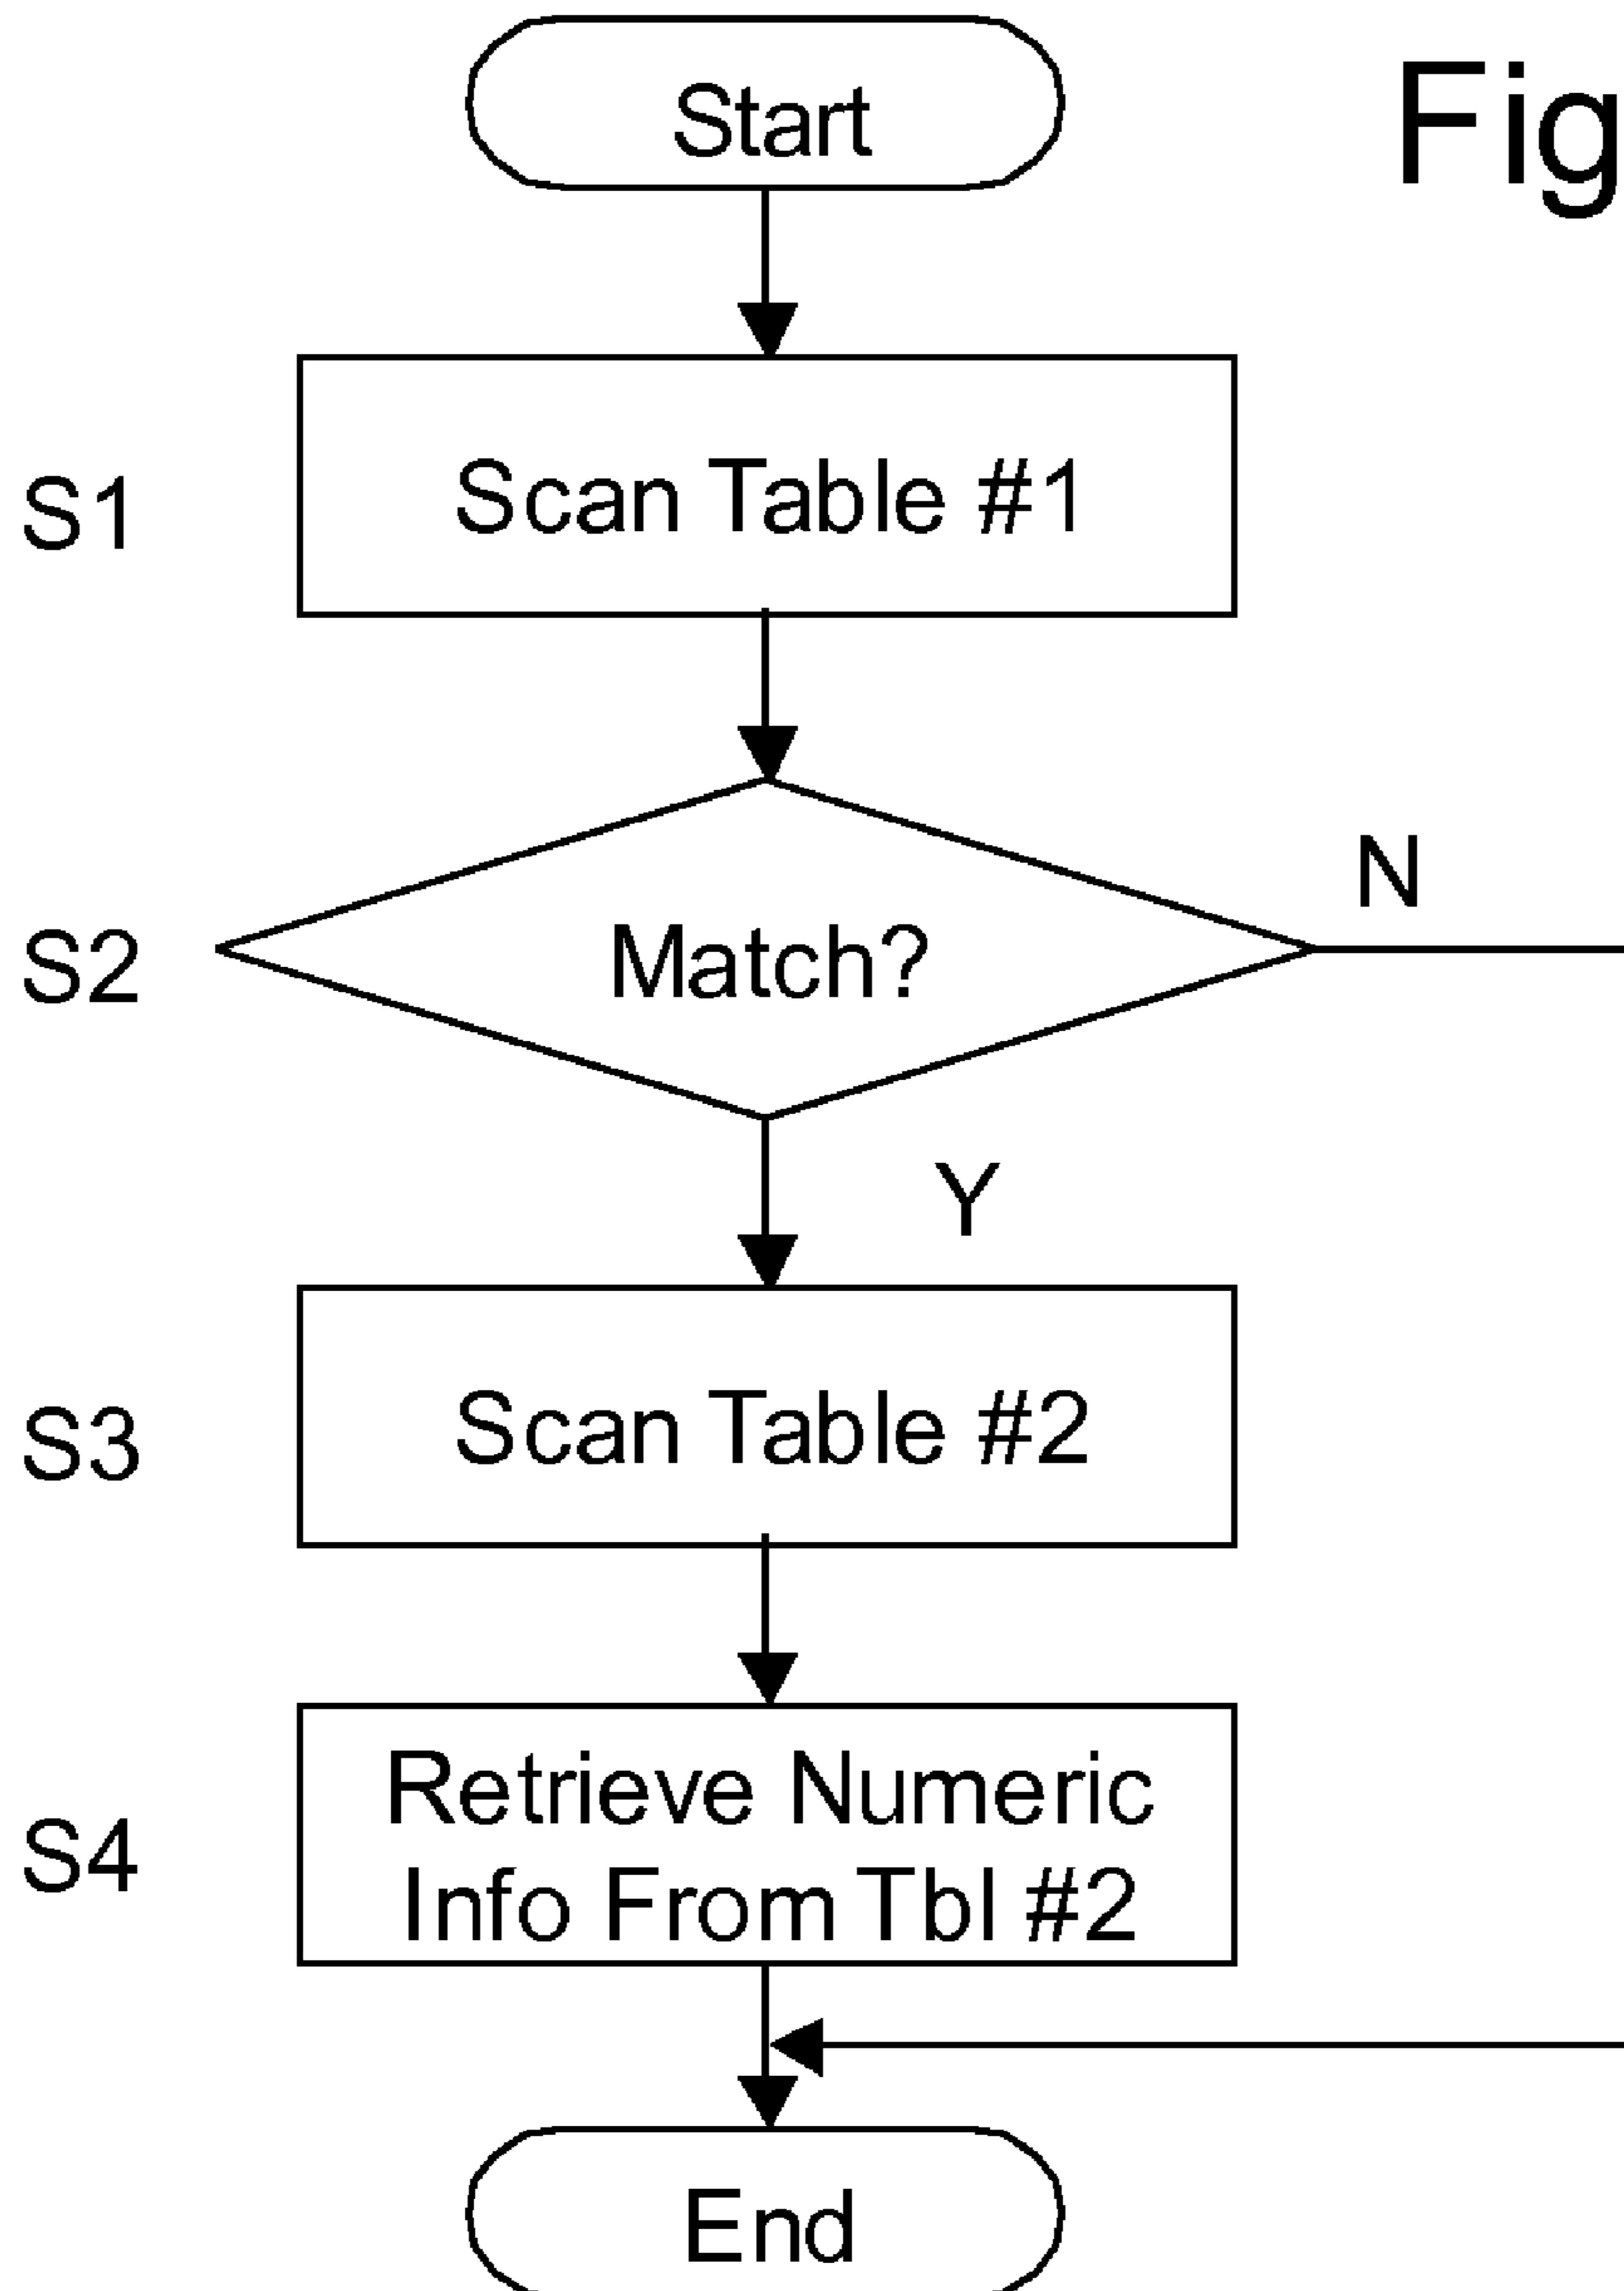 Start
Fig
S1
Scan Table #1
N
S2
Match?
Y
S3
Scan Table #2
S4
Retrieve Numeric
Info From Tbl #2
End